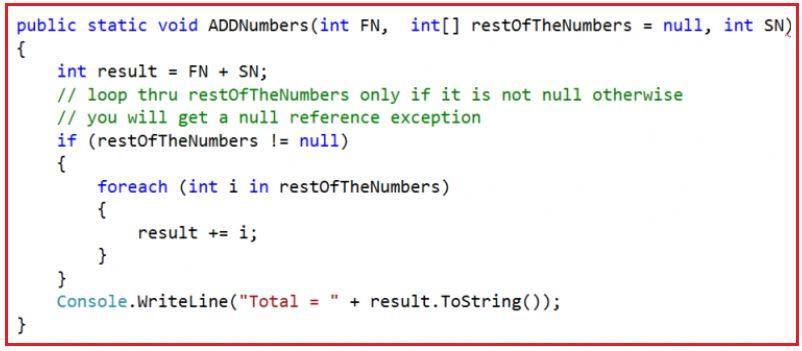 public static void ADDNumbers(int FN,  int[] restOfTheNumbers = null, int SN)
{
    int result = FN + SN;
    // loop thru restOfTheNumbers only if it is not null otherwise
    // you will get a null reference exception
    if (restOfTheNumbers != null)
    {
        foreach (int i in restOfTheNumbers)
        {
            result += i;
        }
    }
    Console.WriteLine("Total = " + result.ToString());
}